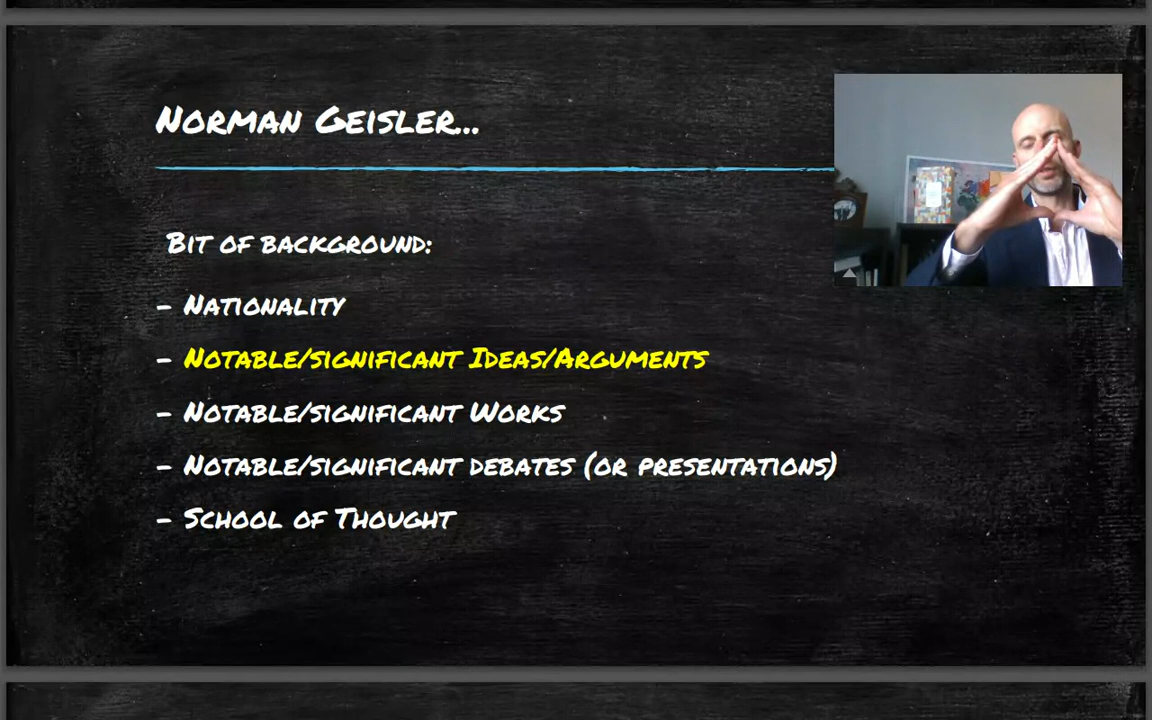 Norman Geisler...
Bit of background:
- Nationality
- Notable/significant Ideas/Arguments
- Notable/significant Works
- Notable/significant debates (or presentations)
- School of Thought